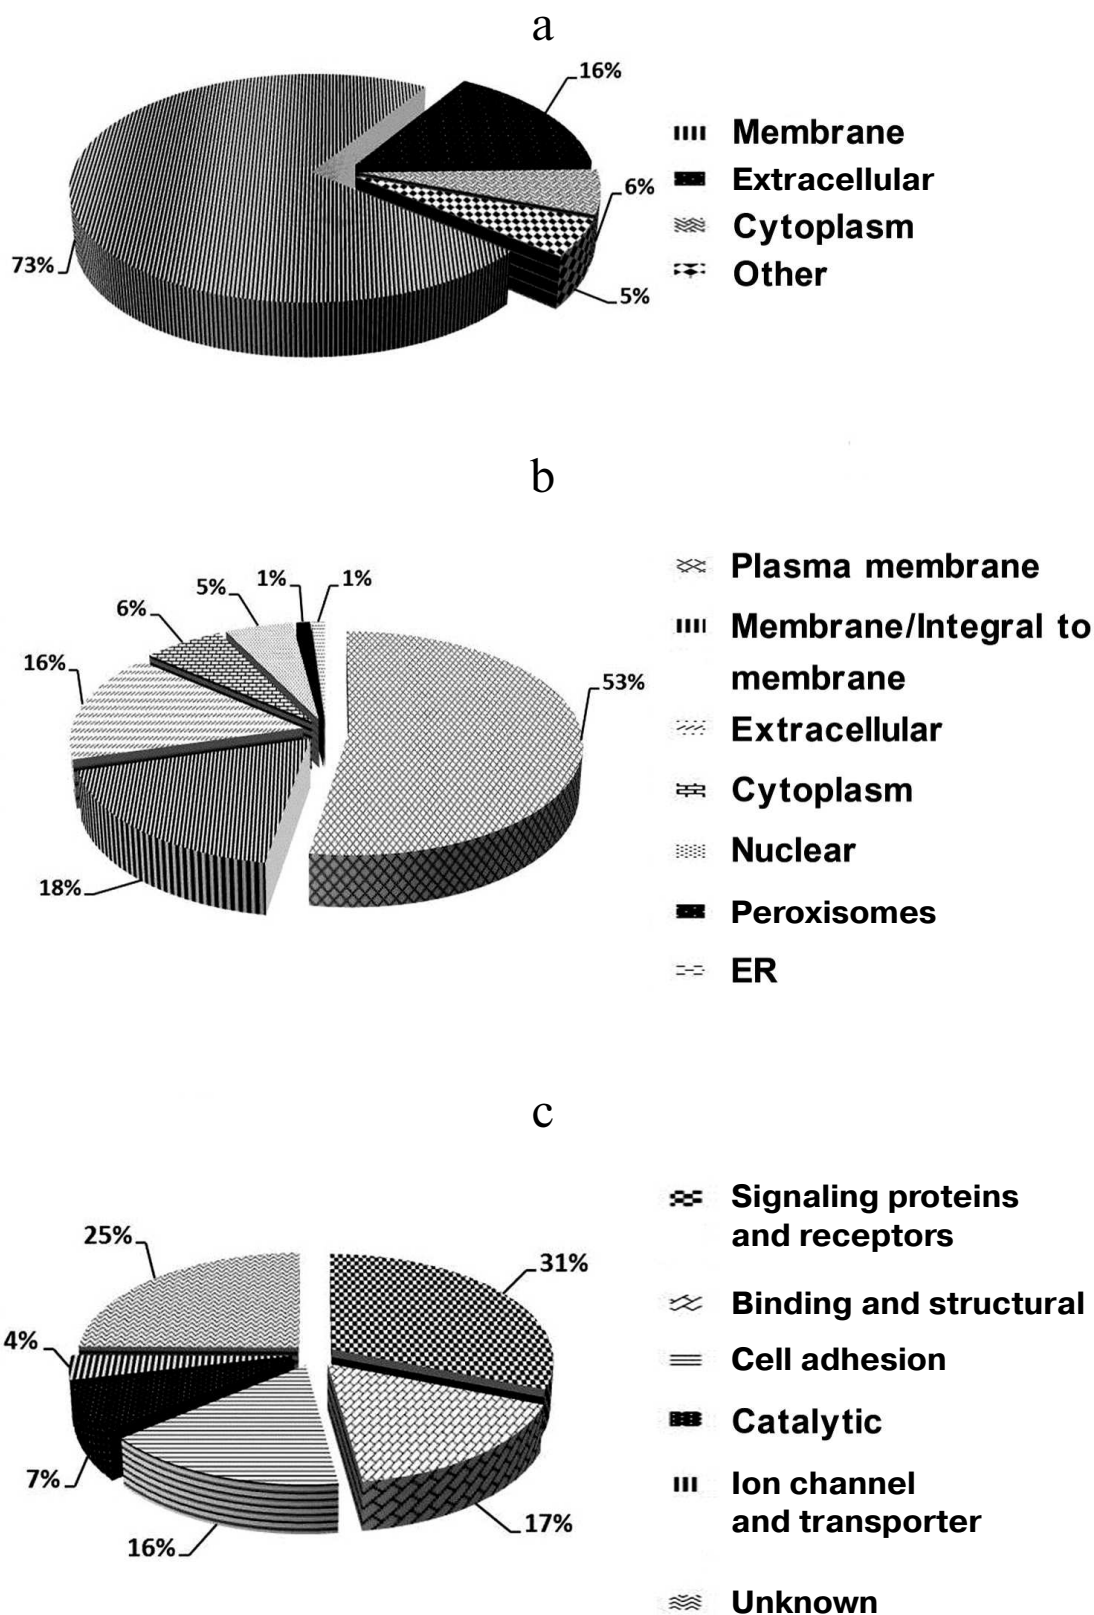 a
16%
Membrane
Extracellular
6%
Cytoplasm
73%
Other
5%
b
Plasma membrane
5%
1%
1%
6%
Membrane/Integral to
membrane
16%
53%
Extracellular
Cytoplasm
Nuclear
18%
Peroxisomes
ER
c
Signaling proteins
and receptors
25%
31%
Binding and structural
4%
Cell adhesion
Catalytic
7%
Ion channel
and transporter
17%
16%
Unknown